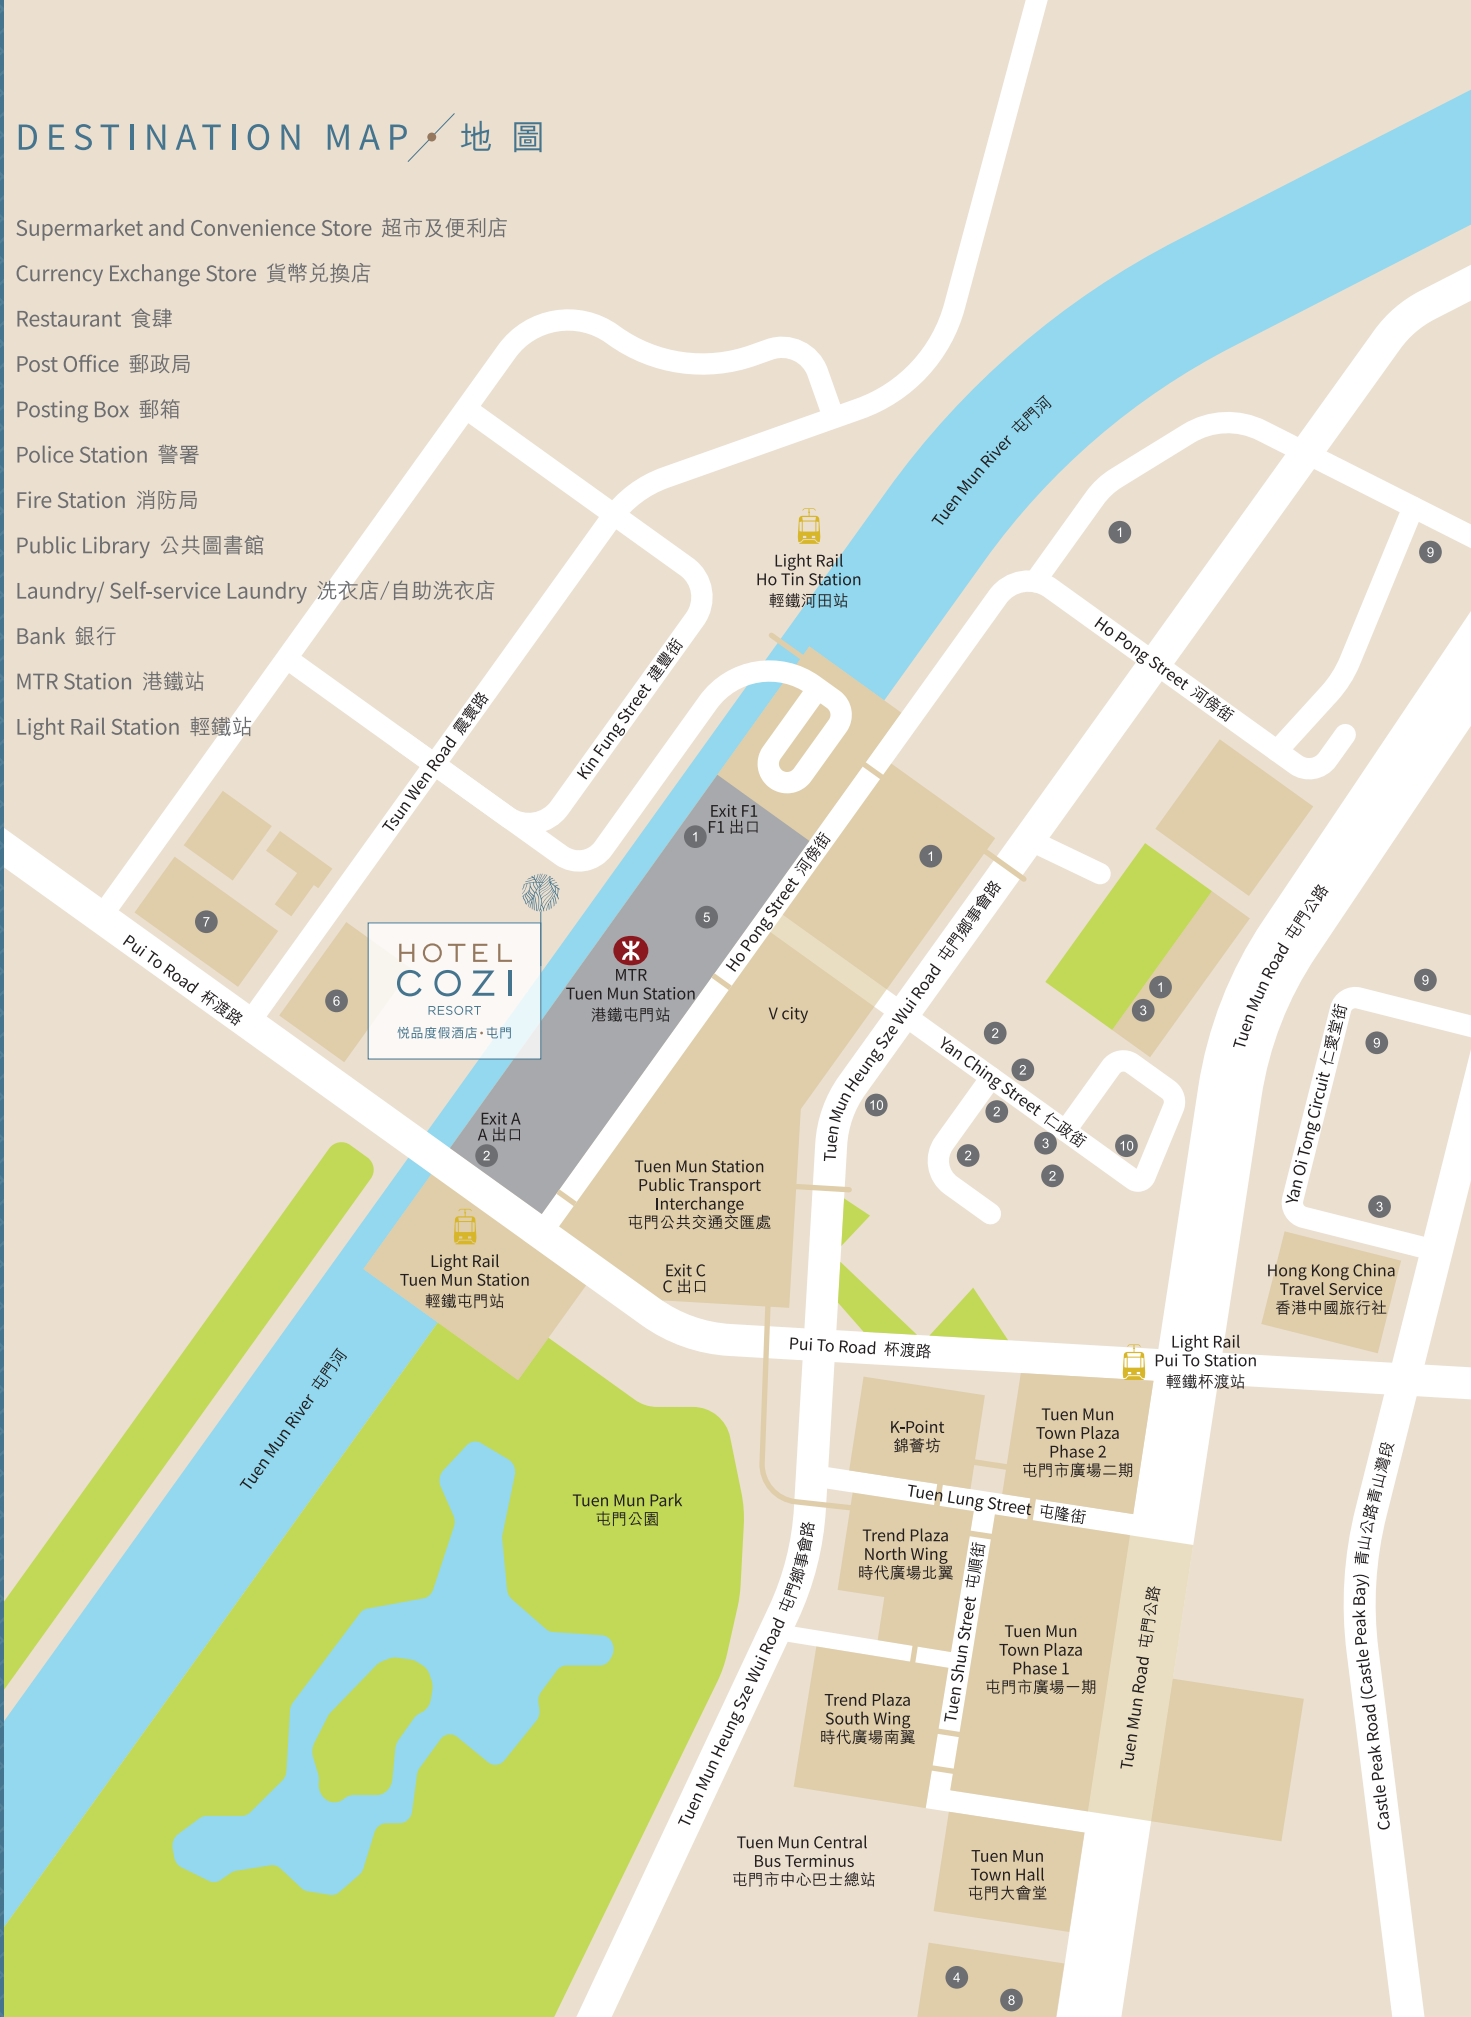 DESTINATION MAP 地 圖
Supermarket and Convenience Store 超市及便利店
Currency Exchange Store 貨幣兑換店
Restaurant 食肆
Post Office 郵政局
Posting Box 郵箱
Police Station 警署
Fire Station 消防局
Public Library 公共圖書館
Laundry/ Self-service Laundry 洗衣店/自助洗衣店
Bank 銀行
MTR Station 港鐵站
Light Rail Station 輕鐵站
Tuen Mun River 屯門河
1
9
Light Rail
Ho Tin Station
輕鐵河田站
Ho Pong Street 河傍街
Kin Fung Street 建豐街
Tsun Wen Road 震寰路
Exit F1
F1 出口
1
1
Ho Pong Street 河傍街
5
7
Pui To Road 杯渡路
6
HOTEL
COZI
RESORT
悦品度假酒店·屯門
MTR
Tuen Mun Station
港鐵屯門站
V city
Tuen Mun Heung Sze Wui Road 屯門鄉事會路
Tuen Mun Road 屯門公路
1
3
9
9
Yan Oi Tong Circuit 仁愛堂街
2
2
Yan Ching Street 仁政街
10
2
3
10
2
2
3
Exit A
A 出口
2
Tuen Mun Station
Public Transport
Interchange
屯門公共交通交匯處
Exit C
C 出口
Light Rail
Tuen Mun Station
輕鐵屯門站
Hong Kong China
Travel Service
香港中國旅行社
Pui To Road 杯渡路
Light Rail
Pui To Station
輕鐵杯渡站
Tuen Mun River 屯門河
K-Point
錦薈坊
Tuen Mun
Town Plaza
Phase 2
屯門市廣場二期
Tuen Mun Park
屯門公園
Tuen Lung Street 屯隆街
Trend Plaza
North Wing
時代廣場北翼
Tuen Shun Street 屯順街
Tuen Mun
Town Plaza
Phase 1
屯門市廣場一期
Tuen Mun Road 屯門公路
Castle Peak Road (Castle Peak Bay) 青山公路青山灣段
Tuen Mun Heung Sze Wui Road 屯門鄉事會路
Trend Plaza
South Wing
時代廣場南翼
Tuen Mun Central
Bus Terminus
屯門市中心巴士總站
Tuen Mun
Town Hall
屯門大會堂
4
8